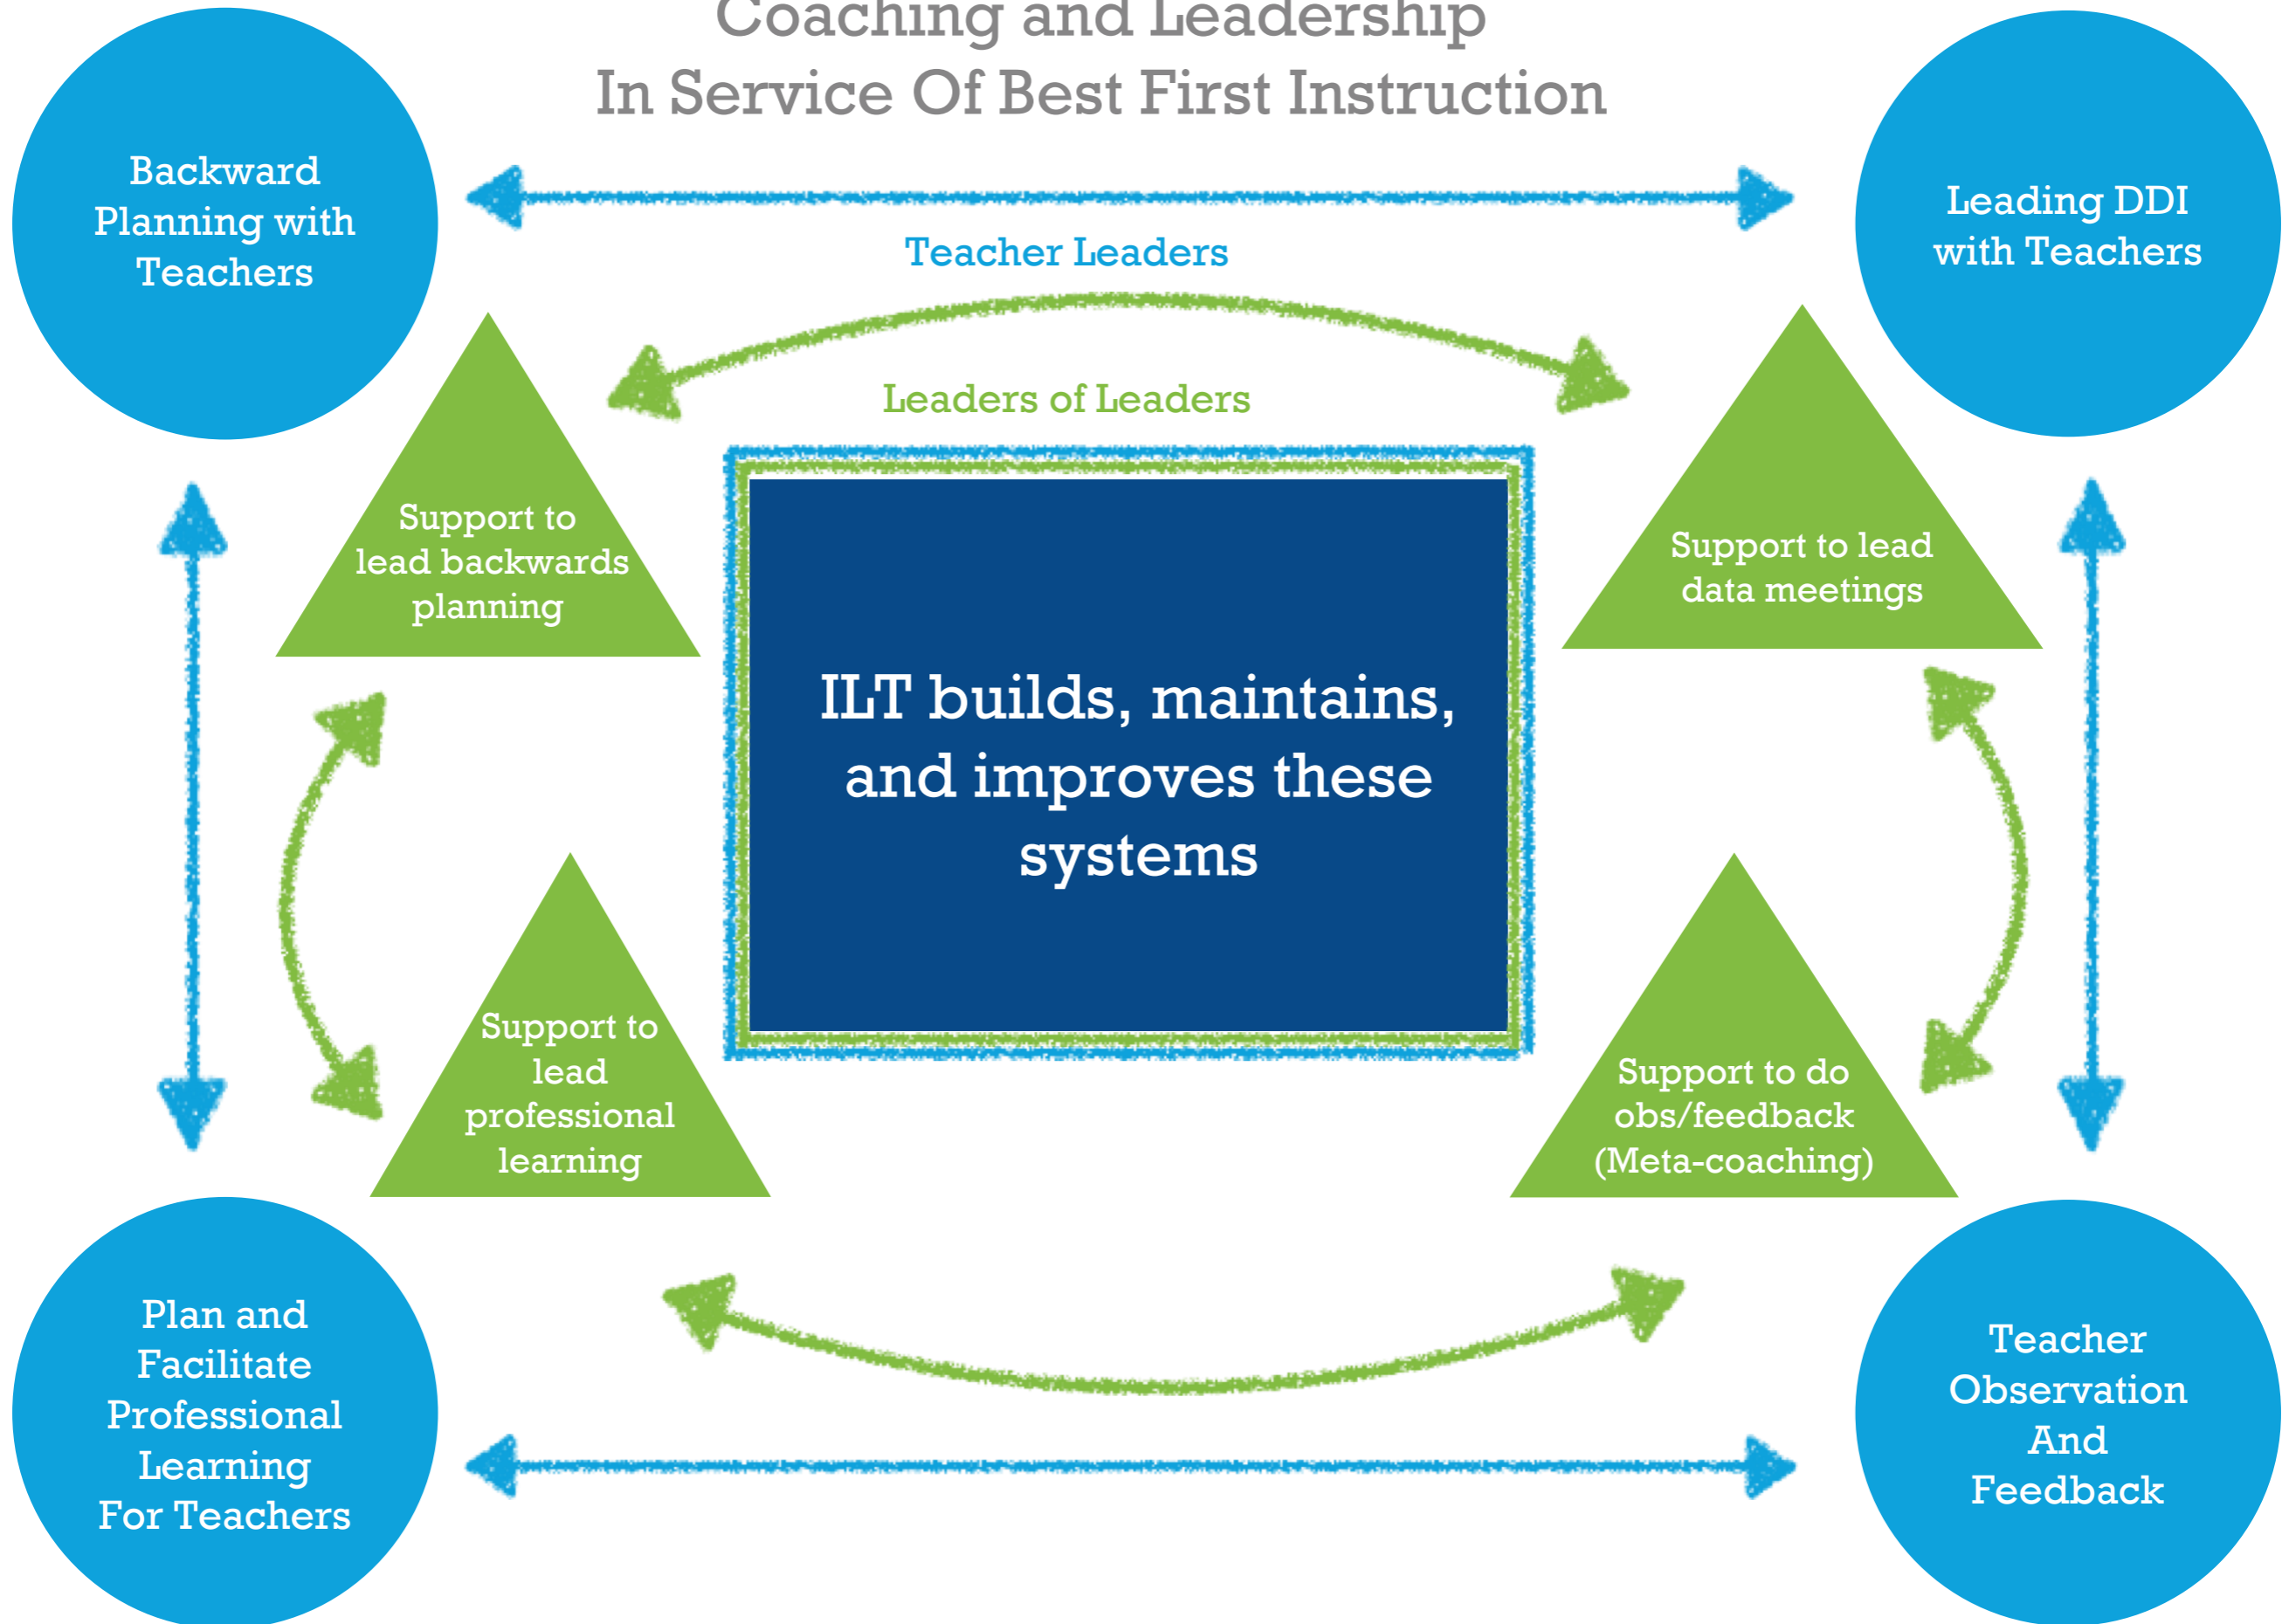 Coaching and Leadership
In Service Of Best First Instruction
Backward
Planning with
Teachers
Leading DDI
with Teachers
Teacher Leaders
Leaders of Leaders
Support to
lead backwards
planning
Support to lead
data meetings
ILT builds, maintains,
and improves these
systems
Support to
lead
professional
learning
Support to do
obs/feedback
(Meta-coaching)
Plan and
Facilitate
Professional
Learning
For Teachers
Teacher
Observation
And
Feedback